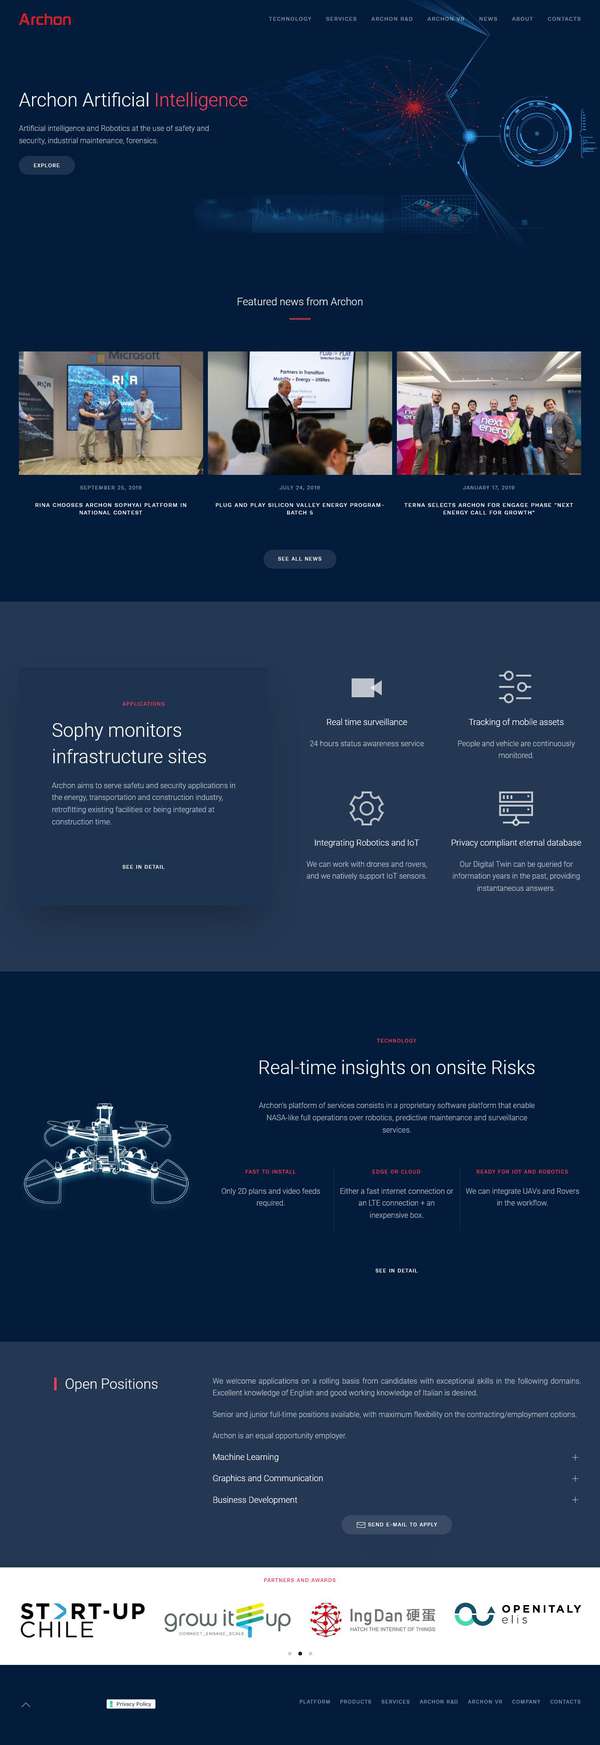 Archon
TECHNOLOGY SERVICES ARCHON R&D ARCHON VR NEWS ABOUT CONTACTS
Archon Artificial Intelligence
Artificial intelligence and Robotics at the use of safety and
security, industrial maintenance, forensics.
EXPLORE
Featured news from Archon
Microsoft
RINA
Partners in Transition
Mobility - Energy - Utilities
next
energy
SEPTEMBER 25, 2019
RINA CHOOSES ARCHON SOPHYAI PLATFORM IN
NATIONAL CONTEST
JULY 24, 2019
PLUG AND PLAY SILICON VALLEY ENERGY PROGRAM-
BATCH 5
JANUARY 17, 2019
TERNA SELECTS ARCHON FOR ENGAGE PHASE "NEXT
ENERGY CALL FOR GROWTH"
SEE ALL NEWS
APPLICATIONS
Sophy monitors
infrastructure sites
Archon aims to serve safetu and security applications in
the energy, transportation and construction industry,
retrofitting existing facilities or being integrated at
construction time.
SEE IN DETAIL
Real time surveillance
24 hours status awareness service
Tracking of mobile assets
People and vehicle are continuously
monitored.
Integrating Robotics and IoT
We can work with drones and rovers,
and we natively support IoT sensors.
Privacy compliant eternal database
Our Digital Twin can be queried for
information years in the past, providing
instantaneous answers.
TECHNOLOGY
Real-time insights on onsite Risks
Archon's platform of services consists in a proprietary software platform that enable
NASA-like full operations over robotics, predictive maintenance and surveillance
services.
FAST TO INSTALL
Only 2D plans and video feeds
required.
EDGE OR CLOUD
Either a fast internet connection or
an LTE connection + an
inexpensive box.
READY FOR IOT AND ROBOTICS
We can integrate UAVs and Rovers
in the workflow.
SEE IN DETAIL
Open Positions
We welcome applications on a rolling basis from candidates with exceptional skills in the following domains.
Excellent knowledge of English and good working knowledge of Italian is desired.
Senior and junior full-time positions available, with maximum flexibility on the contracting/employment options.
Archon is an equal opportunity employer.
Machine Learning
Graphics and Communication
Business Development
SEND E-MAIL TO APPLY
PARTNERS AND AWARDS
START-UP
CHILE
grow it up
CONNECT_ENGAGE_SCALE
IngDan 硬蛋
HATCH THE INTERNET OF THINGS
OPENITALY
elis
Privacy Policy
PLATFORM PRODUCTS SERVICES ARCHON R&D ARCHON VR COMPANY CONTACTS